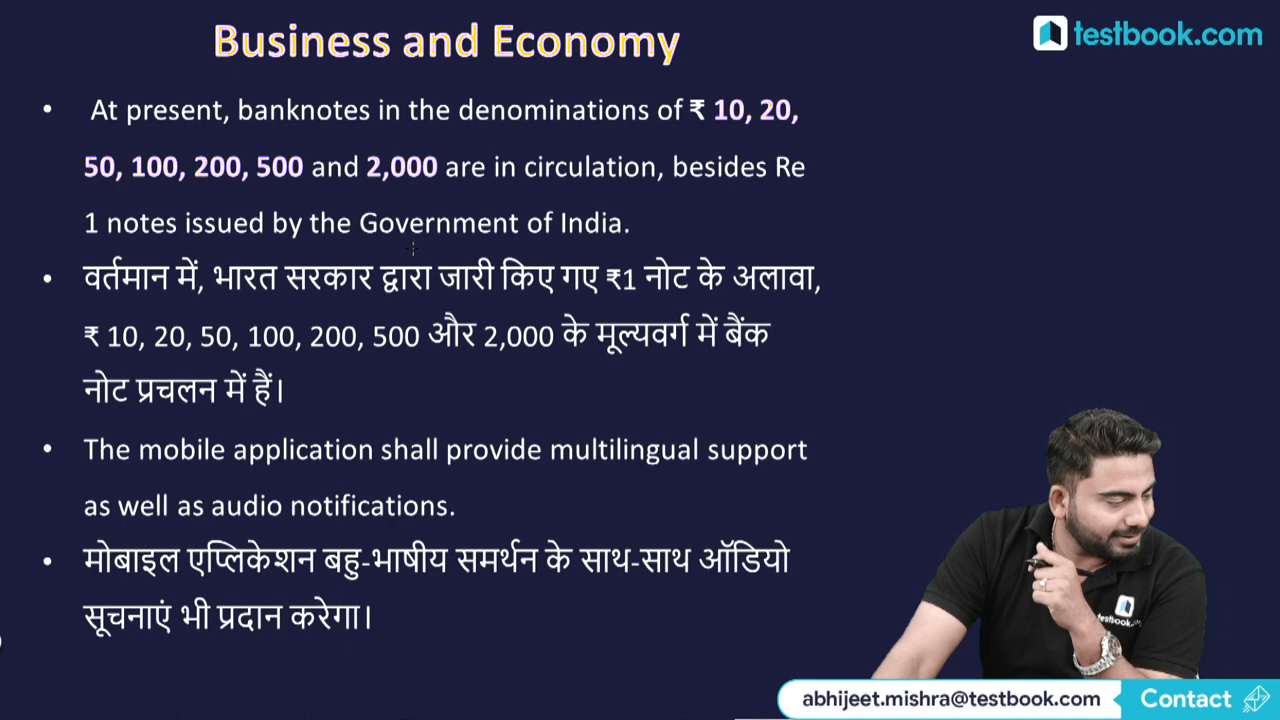 Business and Economy
testbook.com
• At present, banknotes in the denominations of ₹ 10, 20,
50, 100, 200, 500 and 2,000 are in circulation, besides Re
1 notes issued by the Government of India.
• वर्तमान में, भारत सरकार द्वारा जारी किए गए ₹1 नोट के अलावा,
₹ 10, 20, 50, 100, 200, 500 और 2,000 के मूल्यवर्ग में बैंक
नोट प्रचलन में हैं।
• The mobile application shall provide multilingual support
as well as audio notifications.
• मोबाइल एप्लिकेशन बहु-भाषीय समर्थन के साथ-साथ ऑडियो
सूचनाएं भी प्रदान करेगा।
testbook.com
abhijeet.mishra@testbook.com
Contact